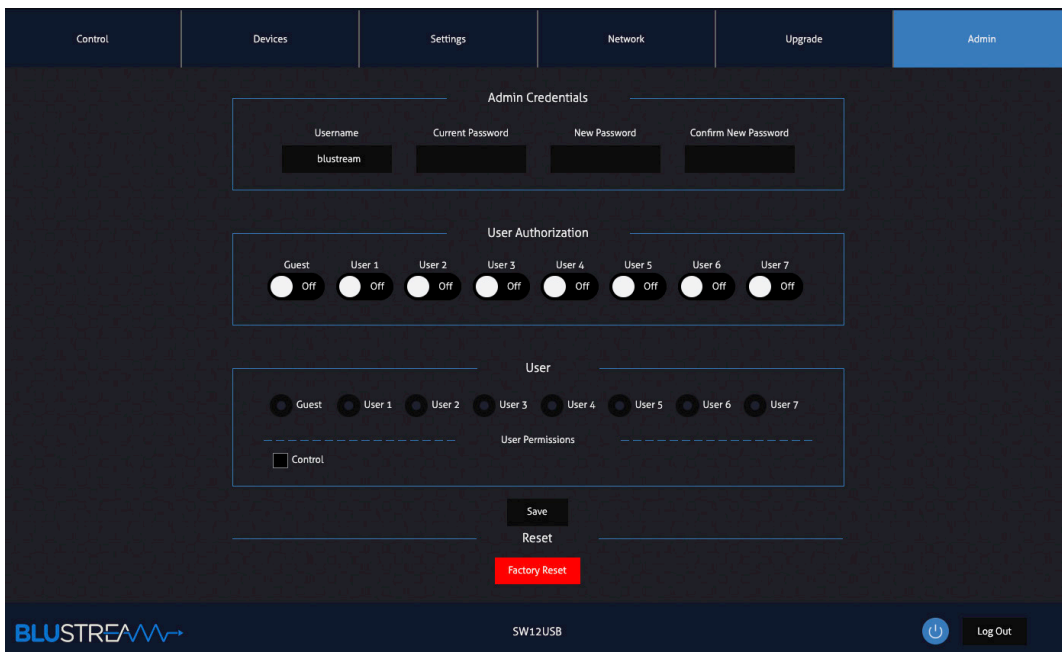 Control Devices Settings Network Upgrade Admin
Admin Credentials
Username Current Password New Password Confirm New Password
blustream
User Authorization
Guest User 1 User 2 User 3 User 4 User 5 User 6 User 7
Off Off Off Off Off Off Off Off
User
Guest User 1 User 2 User 3 User 4 User 5 User 6 User 7
User Permissions
Control
Save
Reset
Factory Reset
BLUSTREAM SW12USB Log Out